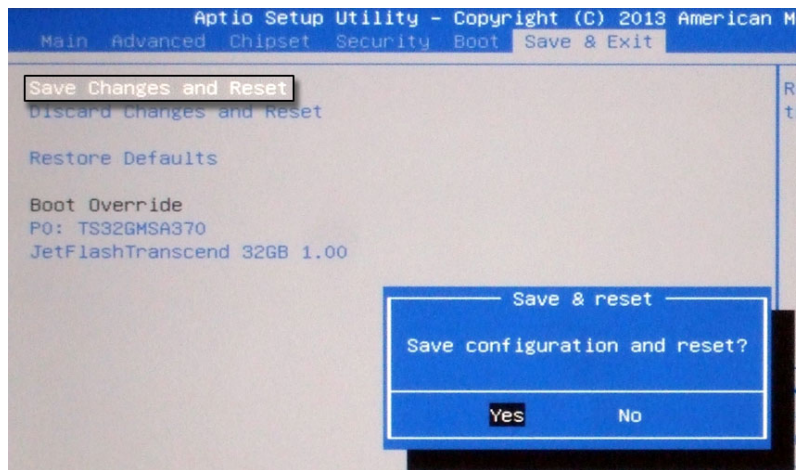 Aptio Setup Utility – Copyright (C) 2013 American M
Main Advanced Chipset Security Boot Save & Exit
Save Changes and Reset
Discard Changes and Reset
Restore Defaults
Boot Override
P0: TS32GMSA370
JetFlashTranscend 32GB 1.00
R
t
Save & reset
Save configuration and reset?
Yes No